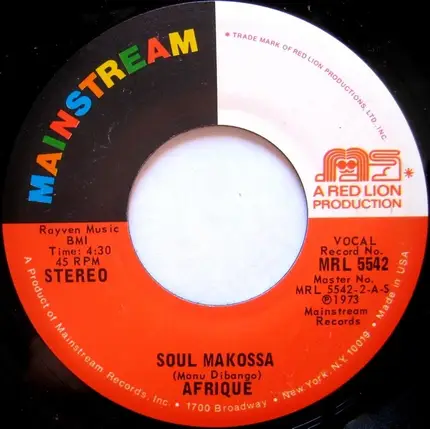 MAINSTREAM
* TRADE MARK OF RED LION PRODUCTIONS, LTD., INC.
MS *
A RED LION
PRODUCTION
Rayven Music
BMI
Time: 4:30
45 RPM
STEREO
VOCAL
Record No.
MRL 5542
Master No.
MRL 5542-2-A-S
℗1973
Mainstream
Records
SOUL MAKOSSA
(Manu Dibango)
AFRIQUE
A Product of Mainstream Records, Inc. • 1700 Broadway • New York, N.Y. 10019 • Made in USA